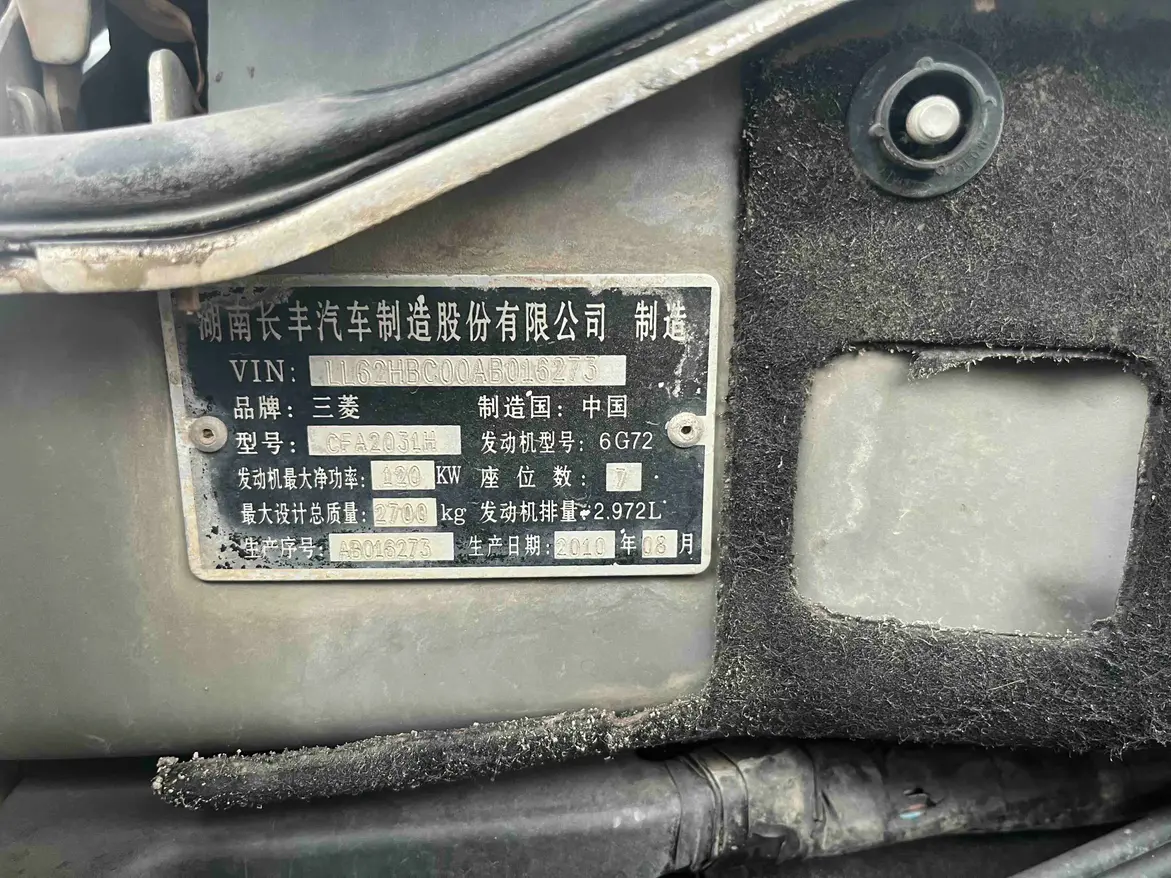 湖南长丰汽车制造股份有限公司 制造
VIN: LL62HBC00AB016273
品牌: 三菱 制造国: 中国
型号: CFA2031H 发动机型号: 6G72
发动机最大净功率: 120 KW 座位数: 7
最大设计总质量: 2700 kg 发动机排量: 2.972L
生产序号: AB016273 生产日期: 2010 年 08 月